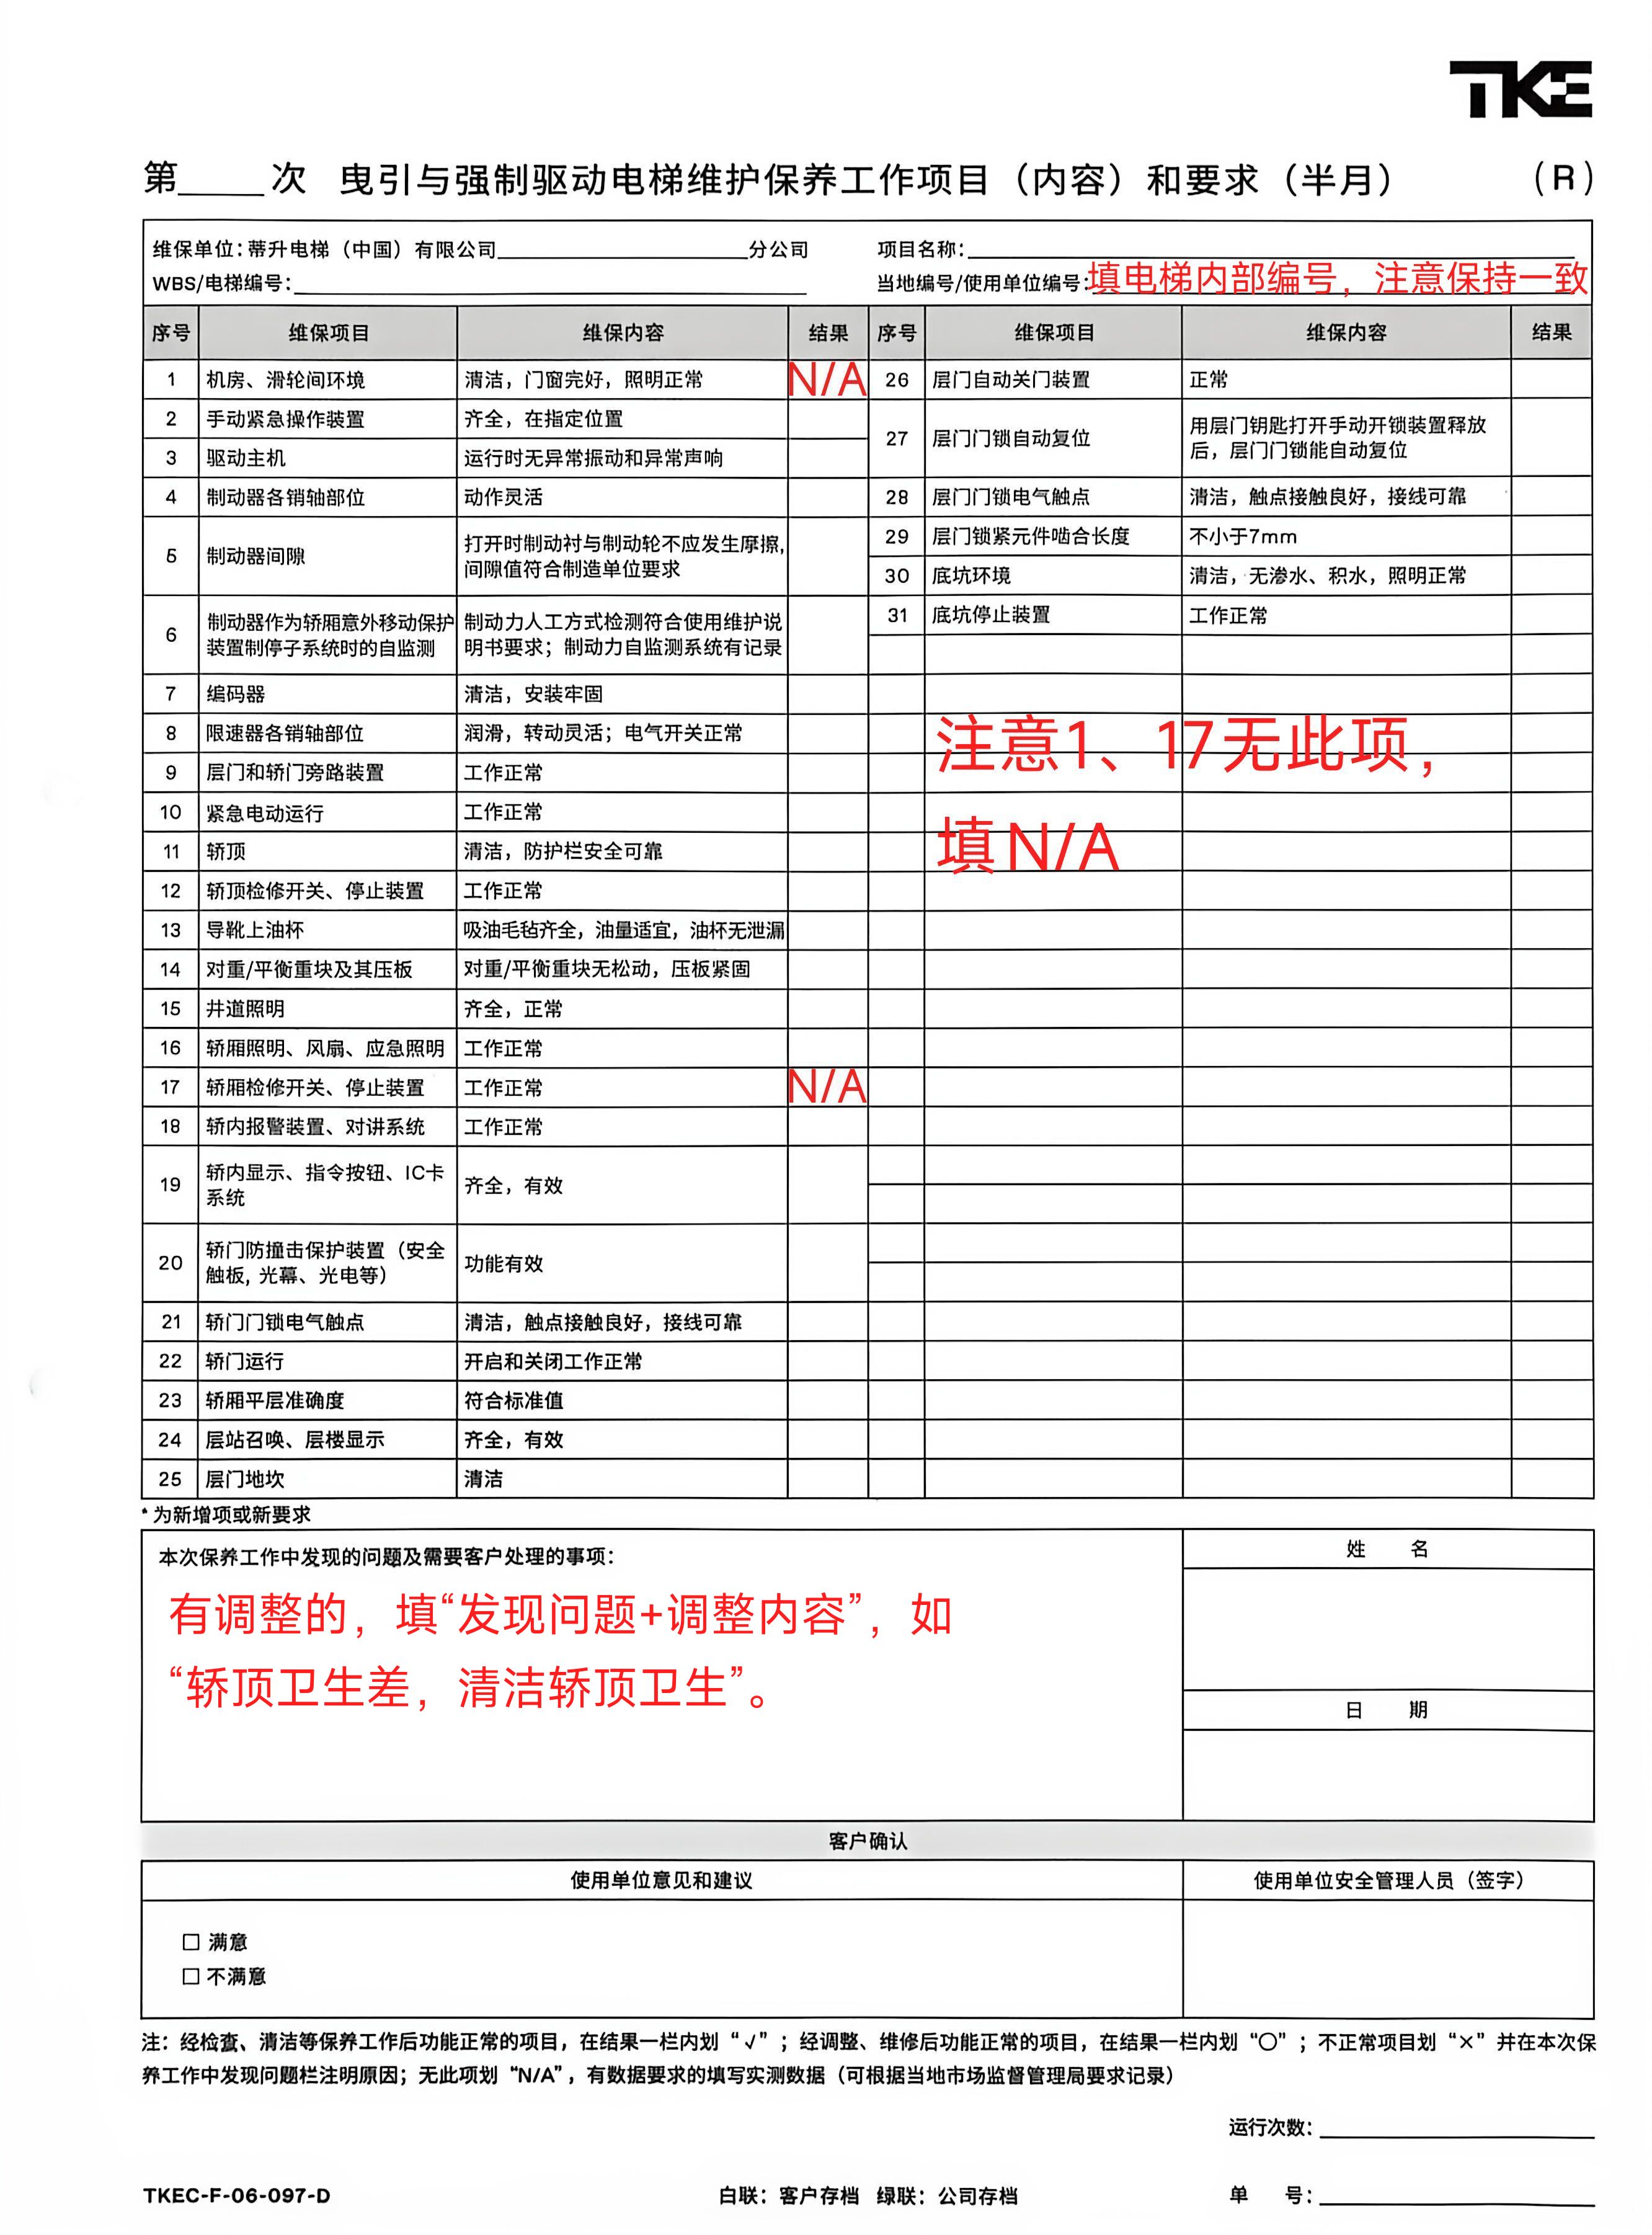 TKE
第____次 曳引与强制驱动电梯维护保养工作项目（内容）和要求（半月） （R）
维保单位：蒂升电梯（中国）有限公司____分公司 项目名称：
WBS/电梯编号： 当地编号/使用单位编号：填电梯内部编号，注意保持一致
序号 维保项目 维保内容 结果 序号 维保项目 维保内容 结果
1 机房、滑轮间环境 清洁，门窗完好，照明正常 N/A
2 手动紧急操作装置 齐全，在指定位置
3 驱动主机 运行时无异常振动和异常声响
4 制动器各销轴部位 动作灵活
5 制动器间隙 打开时制动衬与制动轮不应发生摩擦，
间隙值符合制造单位要求
6 制动器作为轿厢意外移动保护
装置制停子系统时的自监测
制动力人工方式检测符合使用维护说
明书要求；制动力自监测系统有记录
7 编码器 清洁，安装牢固
8 限速器各销轴部位 润滑，转动灵活；电气开关正常
9 层门和轿门旁路装置 工作正常
10 紧急电动运行 工作正常
11 轿顶 清洁，防护栏安全可靠
12 轿顶检修开关、停止装置 工作正常
13 导靴上油杯 吸油毛毡齐全，油量适宜，油杯无泄漏
14 对重/平衡重块及其压板 对重/平衡重块无松动，压板紧固
15 井道照明 齐全，正常
16 轿厢照明、风扇、应急照明 工作正常
17 轿厢检修开关、停止装置 工作正常 N/A
18 轿内报警装置、对讲系统 工作正常
19 轿内显示、指令按钮、IC卡
系统
齐全，有效
20 轿门防撞击保护装置（安全
触板，光幕、光电等）
功能有效
21 轿门门锁电气触点 清洁，触点接触良好，接线可靠
22 轿门运行 开启和关闭工作正常
23 轿厢平层准确度 符合标准值
24 层站召唤、层楼显示 齐全，有效
25 层门地坎 清洁
26 层门自动关门装置 正常
27 层门门锁自动复位 用层门钥匙打开手动开锁装置释放
后，层门门锁能自动复位
28 层门门锁电气触点 清洁，触点接触良好，接线可靠
29 层门锁紧元件啮合长度 不小于7mm
30 底坑环境 清洁，无渗水、积水，照明正常
31 底坑停止装置 工作正常
注意1、17无此项，
填N/A
* 为新增项或新要求
本次保养工作中发现的问题及需要客户处理的事项：
有调整的，填“发现问题+调整内容”，如
“轿顶卫生差，清洁轿顶卫生”。
姓 名
日 期
客户确认
使用单位意见和建议 使用单位安全管理人员（签字）
□ 满意
□ 不满意
注：经检查、清洁等保养工作后功能正常的项目，在结果一栏内划“√”；经调整、维修后功能正常的项目，在结果一栏内划“〇”；不正常项目划“×”并在本次保
养工作中发现问题栏注明原因；无此项划“N/A”，有数据要求的填写实测数据（可根据当地市场监督管理局要求记录）
运行次数：
TKEC-F-06-097-D 白联：客户存档 绿联：公司存档 单 号：